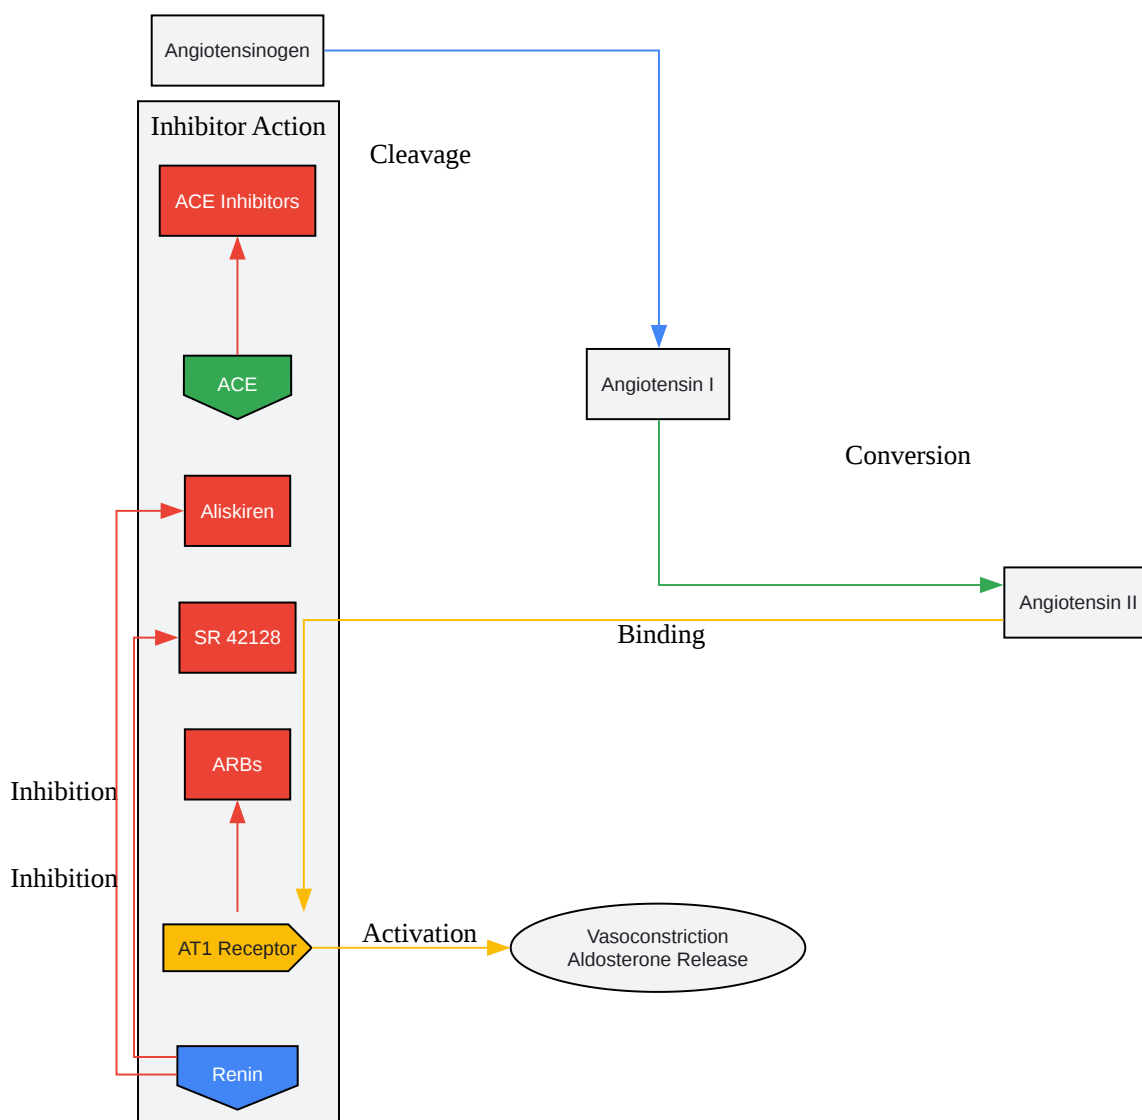 Angiotensinogen
Inhibitor Action
Cleavage
ACE Inhibitors
ACE
Angiotensin I
Conversion
Aliskiren
Angiotensin II
SR 42128
Binding
ARBs
Inhibition
Inhibition
AT1 Receptor
Activation
Vasoconstriction
Aldosterone Release
Renin